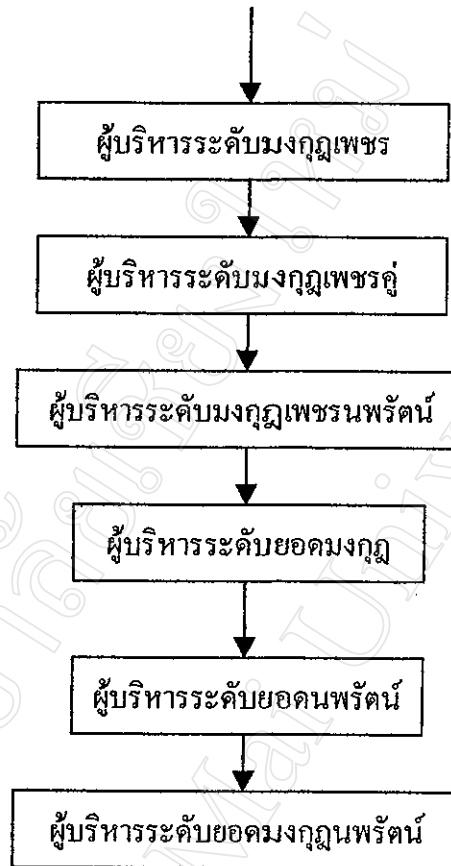 ผู้บริหารระดับมงกุฎเพชร
ผู้บริหารระดับมงกุฎเพชรคู่
ผู้บริหารระดับมงกุฎเพชรนพรัตน์
ผู้บริหารระดับยอดมงกุฎ
ผู้บริหารระดับยอดนพรัตน์
ผู้บริหารระดับยอดมงกุฎนพรัตน์